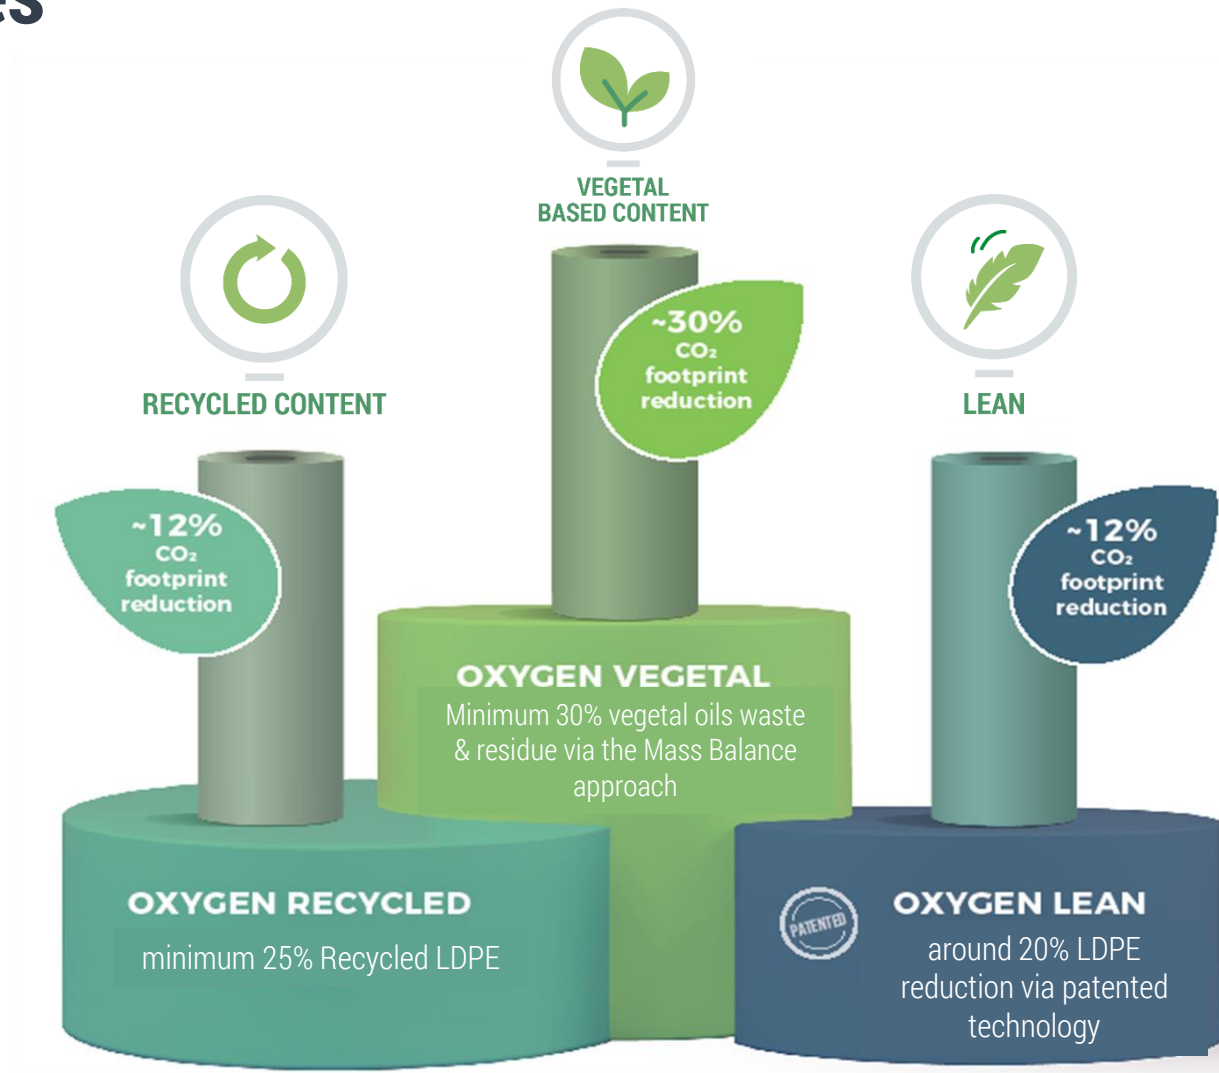 es
VEGETAL
BASED CONTENT
RECYCLED CONTENT
LEAN
~30%
CO₂
footprint
reduction
~12%
CO₂
footprint
reduction
~12%
CO₂
footprint
reduction
OXYGEN VEGETAL
Minimum 30% vegetal oils waste
& residue via the Mass Balance
approach
OXYGEN RECYCLED
minimum 25% Recycled LDPE
PATENTED
OXYGEN LEAN
around 20% LDPE
reduction via patented
technology